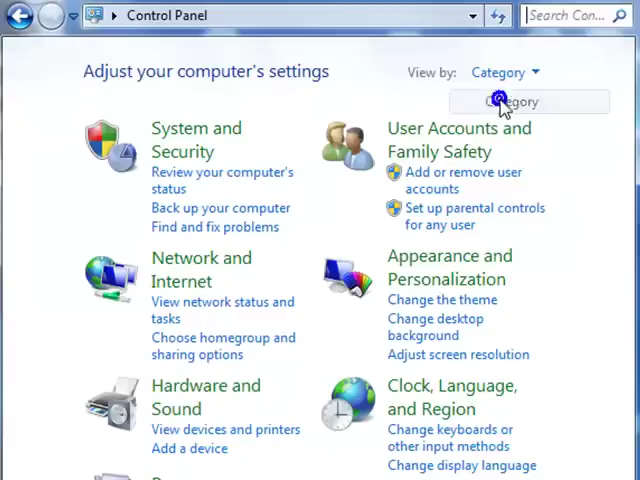 Control Panel
Search Con...
Adjust your computer's settings
View by: Category
Category
System and
Security
Review your computer's
status
Back up your computer
Find and fix problems
Network and
Internet
View network status and
tasks
Choose homegroup and
sharing options
Hardware and
Sound
View devices and printers
Add a device
User Accounts and
Family Safety
Add or remove user
accounts
Set up parental controls
for any user
Appearance and
Personalization
Change the theme
Change desktop
background
Adjust screen resolution
Clock, Language,
and Region
Change keyboards or
other input methods
Change display language